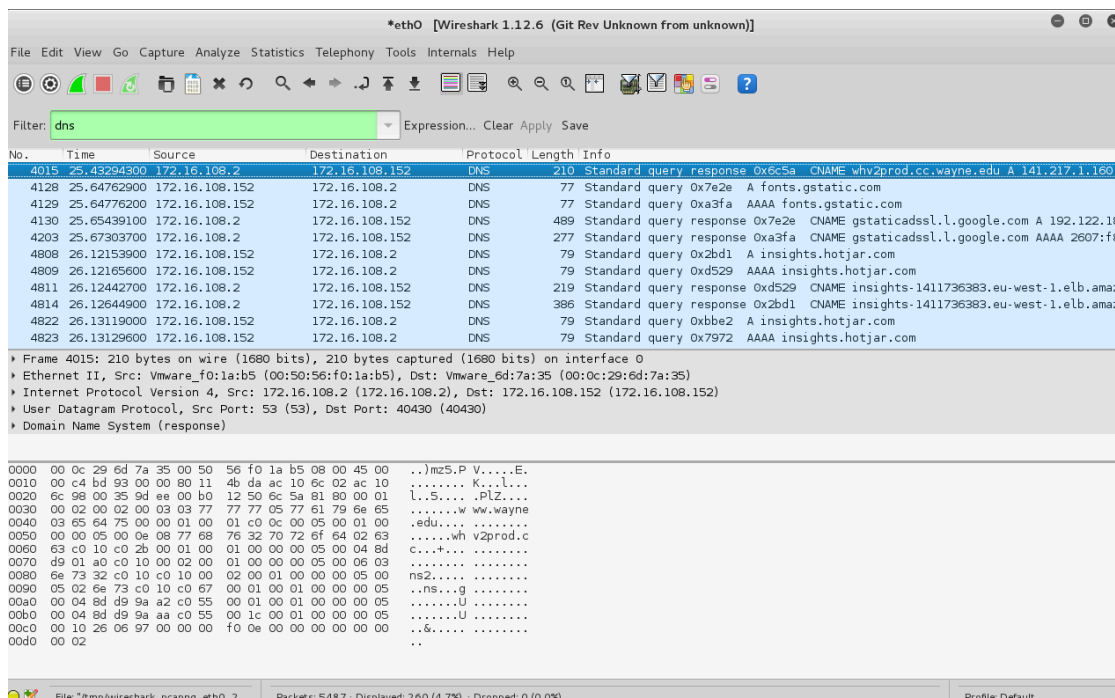 *eth0 [Wireshark 1.12.6 (Git Rev Unknown from unknown)]
File Edit View Go Capture Analyze Statistics Telephony Tools Internals Help
Filter: dns Expression... Clear Apply Save
No. Time Source Destination Protocol Length Info
4015 25.43294300 172.16.108.2 172.16.108.152 DNS 210 Standard query response 0x6c5a CNAME whv2prod.cc.wayne.edu A 141.217.1.160
4128 25.64762900 172.16.108.152 172.16.108.2 DNS 77 Standard query 0x7e2e A fonts.gstatic.com
4129 25.64776200 172.16.108.152 172.16.108.2 DNS 77 Standard query 0xa3fa AAAA fonts.gstatic.com
4130 25.65439100 172.16.108.2 172.16.108.152 DNS 489 Standard query response 0x7e2e CNAME gstaticadssl.l.google.com A 192.122.18
4203 25.67303700 172.16.108.2 172.16.108.152 DNS 277 Standard query response 0xa3fa CNAME gstaticadssl.l.google.com AAAA 2607:f8
4808 26.12153900 172.16.108.152 172.16.108.2 DNS 79 Standard query 0x2bd1 A insights.hotjar.com
4809 26.12165600 172.16.108.152 172.16.108.2 DNS 79 Standard query 0xd529 AAAA insights.hotjar.com
4811 26.12442700 172.16.108.2 172.16.108.152 DNS 219 Standard query response 0xd529 CNAME insights-1411736383.eu-west-1.elb.ama
4814 26.12644900 172.16.108.2 172.16.108.152 DNS 386 Standard query response 0x2bd1 CNAME insights-1411736383.eu-west-1.elb.ama
4822 26.13119000 172.16.108.152 172.16.108.2 DNS 79 Standard query 0xbbe2 A insights.hotjar.com
4823 26.13129600 172.16.108.152 172.16.108.2 DNS 79 Standard query 0x7972 AAAA insights.hotjar.com
Frame 4015: 210 bytes on wire (1680 bits), 210 bytes captured (1680 bits) on interface 0
Ethernet II, Src: Vmware_f0:1a:b5 (00:50:56:f0:1a:b5), Dst: Vmware_6d:7a:35 (00:0c:29:6d:7a:35)
Internet Protocol Version 4, Src: 172.16.108.2 (172.16.108.2), Dst: 172.16.108.152 (172.16.108.152)
User Datagram Protocol, Src Port: 53 (53), Dst Port: 40430 (40430)
Domain Name System (response)
0000 00 0c 29 6d 7a 35 00 50 56 f0 1a b5 08 00 45 00 ..)mz5.P V.....E.
0010 00 c4 bd 93 00 00 80 11 4b da ac 10 6c 02 ac 10 ........ K...l...
0020 6c 98 00 35 9d ee 00 b0 12 50 6c 5a 81 80 00 01 l..5.... .PlZ....
0030 00 02 00 02 00 03 03 77 77 77 05 77 61 79 6e 65 .......w ww.wayne
0040 03 65 64 75 00 00 01 00 01 c0 0c 00 05 00 01 00 .edu.... ........
0050 00 00 05 00 0e 08 77 68 76 32 70 72 6f 64 02 63 ......wh v2prod.c
0060 63 c0 10 c0 2b 00 01 00 01 00 00 00 05 00 04 8d c...+... ........
0070 d9 01 a0 c0 10 00 02 00 01 00 00 00 05 00 06 03 ........ ........
0080 6e 73 32 c0 10 c0 10 00 02 00 01 00 00 00 05 00 ns2..... ........
0090 05 02 6e 73 c0 10 c0 67 00 01 00 01 00 00 00 05 ..ns...g ........
00a0 00 04 8d d9 9a a2 c0 55 00 01 00 01 00 00 00 05 .......U ........
00b0 00 04 8d d9 9a aa c0 55 00 1c 00 01 00 00 00 05 .......U ........
00c0 00 10 26 06 97 00 00 00 f0 0e 00 00 00 00 00 00 ..&..... ........
00d0 00 02 ..
File: "/tmp/wireshark_pcapng_eth0_2 Packets: 5487 · Displayed: 260 (4.7%) · Dropped: 0 (0.0%) Profile: Default